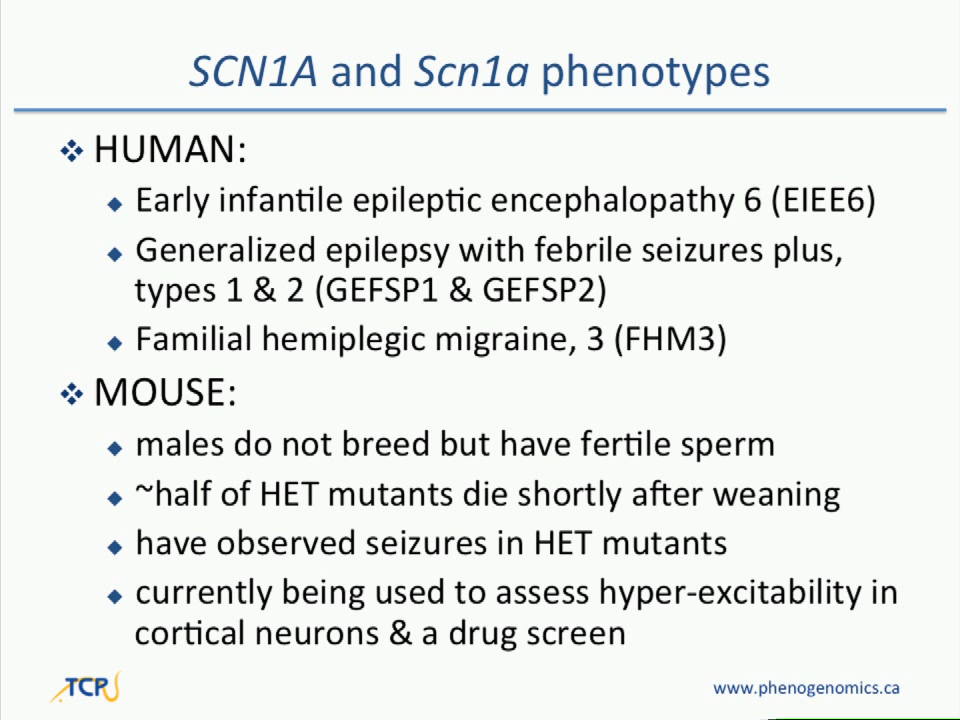 SCN1A and Scn1a phenotypes
HUMAN:
Early infantile epileptic encephalopathy 6 (EIEE6)
Generalized epilepsy with febrile seizures plus,
types 1 & 2 (GEFSP1 & GEFSP2)
Familial hemiplegic migraine, 3 (FHM3)
MOUSE:
males do not breed but have fertile sperm
~half of HET mutants die shortly after weaning
have observed seizures in HET mutants
currently being used to assess hyper-excitability in
cortical neurons & a drug screen
TCP
www.phenogenomics.ca